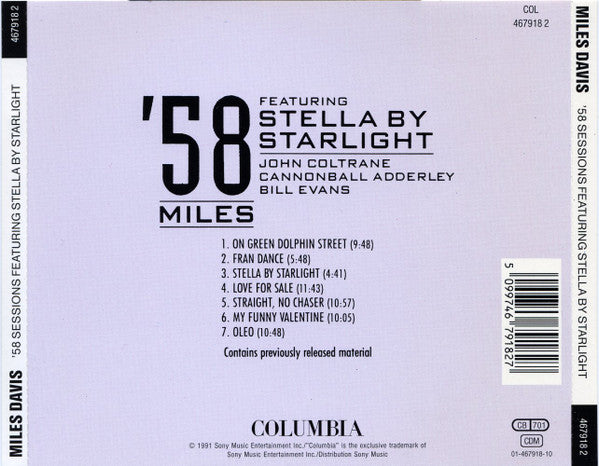 467918 2
MILES DAVIS '58 SESSIONS FEATURING STELLA BY STARLIGHT
COL
467918 2
'58
FEATURING
STELLA BY
STARLIGHT
JOHN COLTRANE
CANNONBALL ADDERLEY
BILL EVANS
MILES
1. ON GREEN DOLPHIN STREET (9:48)
2. FRAN DANCE (5:48)
3. STELLA BY STARLIGHT (4:41)
4. LOVE FOR SALE (11:43)
5. STRAIGHT, NO CHASER (10:57)
6. MY FUNNY VALENTINE (10:05)
7. OLEO (10:48)
Contains previously released material
5 099746 791827
COLUMBIA
© 1991 Sony Music Entertainment Inc./"Columbia" is the exclusive trademark of
Sony Music Entertainment Inc./Distribution Sony Music
CB 701
CDM
01-467918-10
MILES DAVIS '58 SESSIONS FEATURING STELLA BY STARLIGHT
467918 2